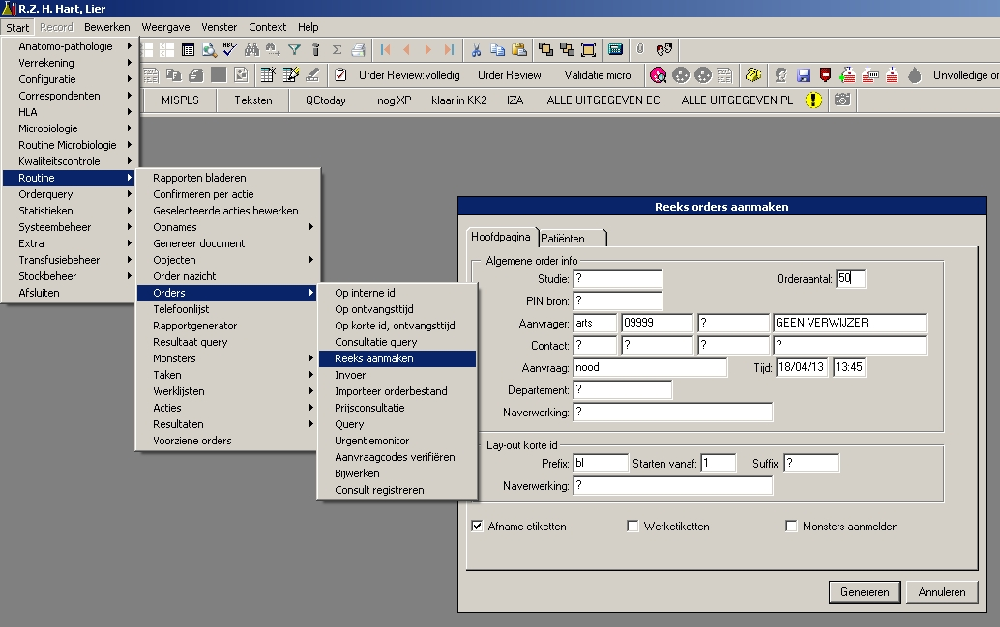 R.Z. H. Hart, Lier
Start Record Bewerken Weergave Venster Context Help
Order Review:volledig Order Review Validatie micro Onvolledige or
MISPLS Teksten QCtoday nog XP klaar in KK2 IZA ALLE UITGEGEVEN EC ALLE UITGEGEVEN PL
Anatomo-pathologie
Verrekening
Configuratie
Correspondenten
HLA
Microbiologie
Routine Microbiologie
Kwaliteitscontrole
Routine
Orderquery
Statistieken
Systeembeheer
Extra
Transfusiebeheer
Stockbeheer
Afsluiten
Rapporten bladeren
Confirmeren per actie
Geselecteerde acties bewerken
Opnames
Genereer document
Objecten
Order nazicht
Orders
Telefoonlijst
Rapportgenerator
Resultaat query
Monsters
Taken
Werklijsten
Acties
Resultaten
Voorziene orders
Op interne id
Op ontvangsttijd
Op korte id, ontvangsttijd
Consultatie query
Reeks aanmaken
Invoer
Importeer orderbestand
Prijsconsultatie
Query
Urgentiemonitor
Aanvraagcodes verifiëren
Bijwerken
Consult registreren
Reeks orders aanmaken
Hoofdpagina Patiënten
Algemene order info
Studie: ? Orderaantal: 50
PIN bron: ?
Aanvrager: arts 09999 ? GEEN VERWIJZER
Contact: ? ? ? ?
Aanvraag: nood Tijd: 18/04/13 13:45
Departement: ?
Naverwerking: ?
Lay-out korte id
Prefix: bl Starten vanaf: 1 Suffix: ?
Naverwerking: ?
Afname-etiketten Werketiketten Monsters aanmelden
Genereren Annuleren